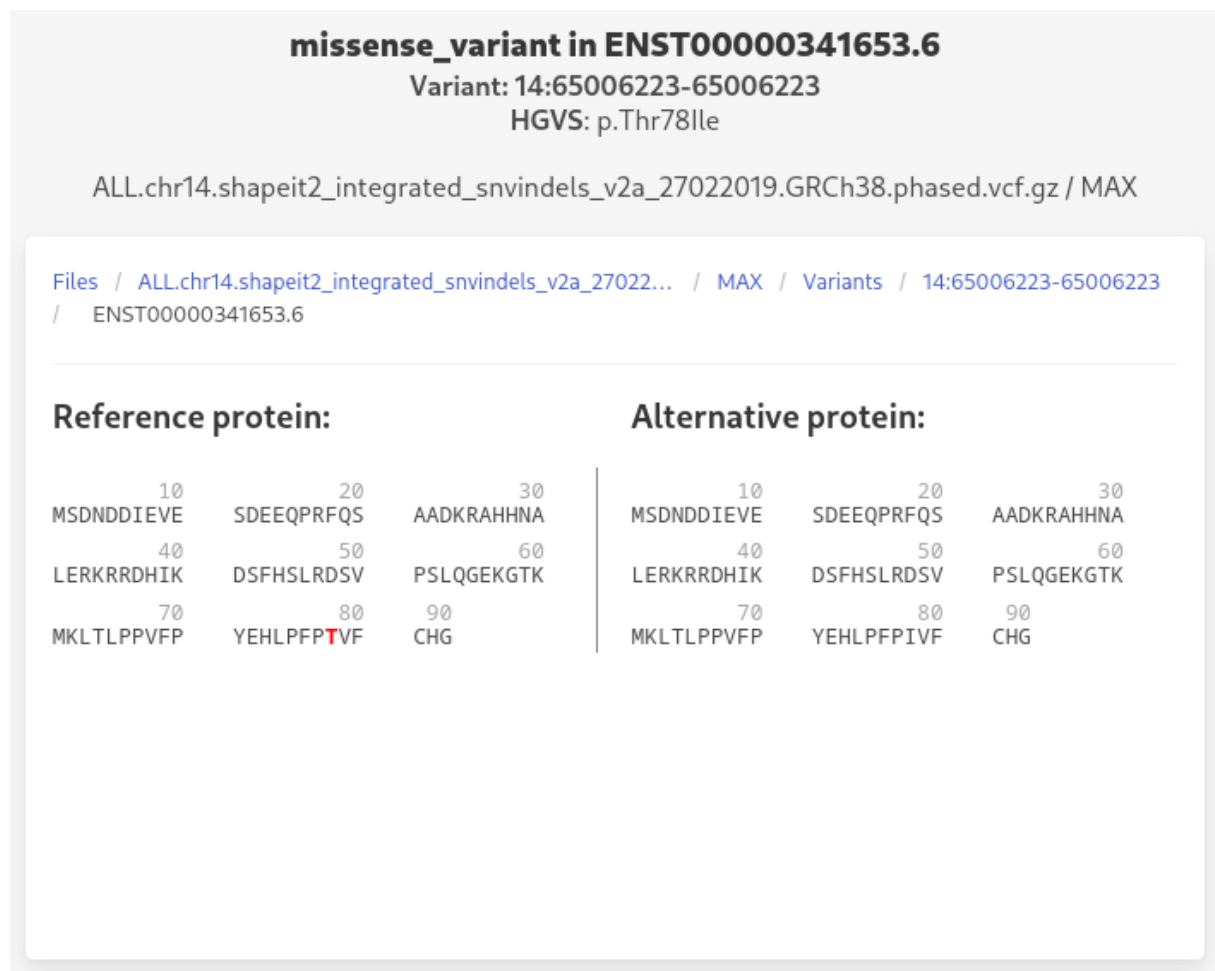 missense_variant in ENST00000341653.6
Variant: 14:65006223-65006223
HGVS: p.Thr78Ile
ALL.chr14.shapeit2_integrated_snvindels_v2a_27022019.GRCh38.phased.vcf.gz / MAX
Files / ALL.chr14.shapeit2_integrated_snvindels_v2a_27022... / MAX / Variants / 14:65006223-65006223
/ ENST00000341653.6
Reference protein:
10 20 30
MSDNDDIEVE SDEEQPRFQS AADKRAHHNA
40 50 60
LERKRRDHIK DSFHSLRDSV PSLQGEKGTK
70 80 90
MKLTLPPVFP YEHLPFPTVF CHG
Alternative protein:
10 20 30
MSDNDDIEVE SDEEQPRFQS AADKRAHHNA
40 50 60
LERKRRDHIK DSFHSLRDSV PSLQGEKGTK
70 80 90
MKLTLPPVFP YEHLPFPIVF CHG